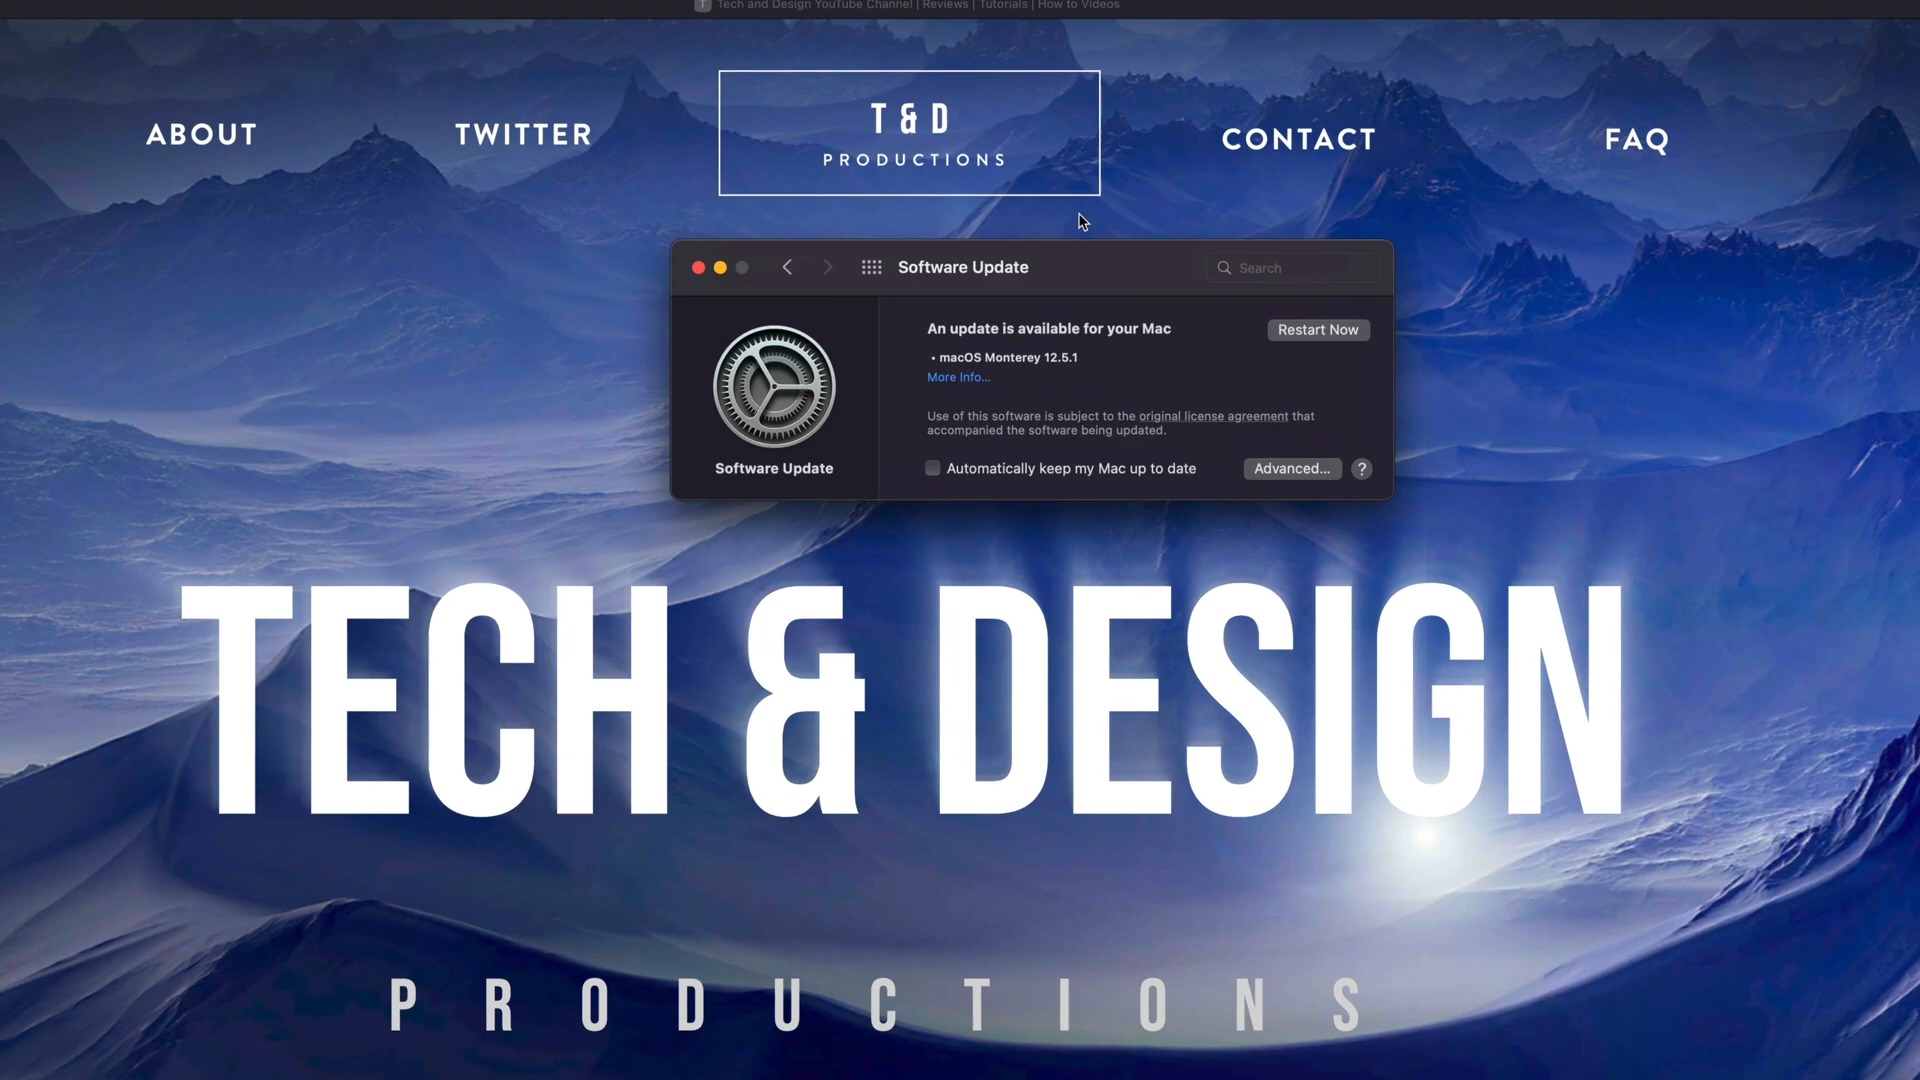 T Tech and Design YouTube Channel | Reviews | Tutorials | How to Videos
ABOUT
TWITTER
T & D
PRODUCTIONS
CONTACT
FAQ
Software Update
Search
An update is available for your Mac
Restart Now
• macOS Monterey 12.5.1
More Info...
Use of this software is subject to the original license agreement that
accompanied the software being updated.
Software Update
Automatically keep my Mac up to date
Advanced...
?
TECH & DESIGN
PRODUCTIONS